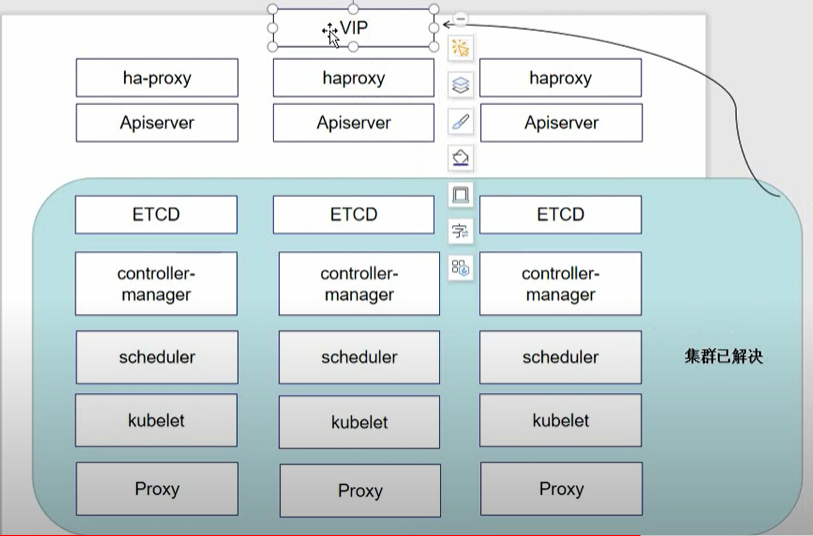 VIP
ha-proxy
haproxy
haproxy
Apiserver
Apiserver
Apiserver
ETCD
ETCD
ETCD
字
controller-
manager
controller-
manager
controller-
manager
scheduler
scheduler
scheduler
集群已解决
kubelet
kubelet
kubelet
Proxy
Proxy
Proxy